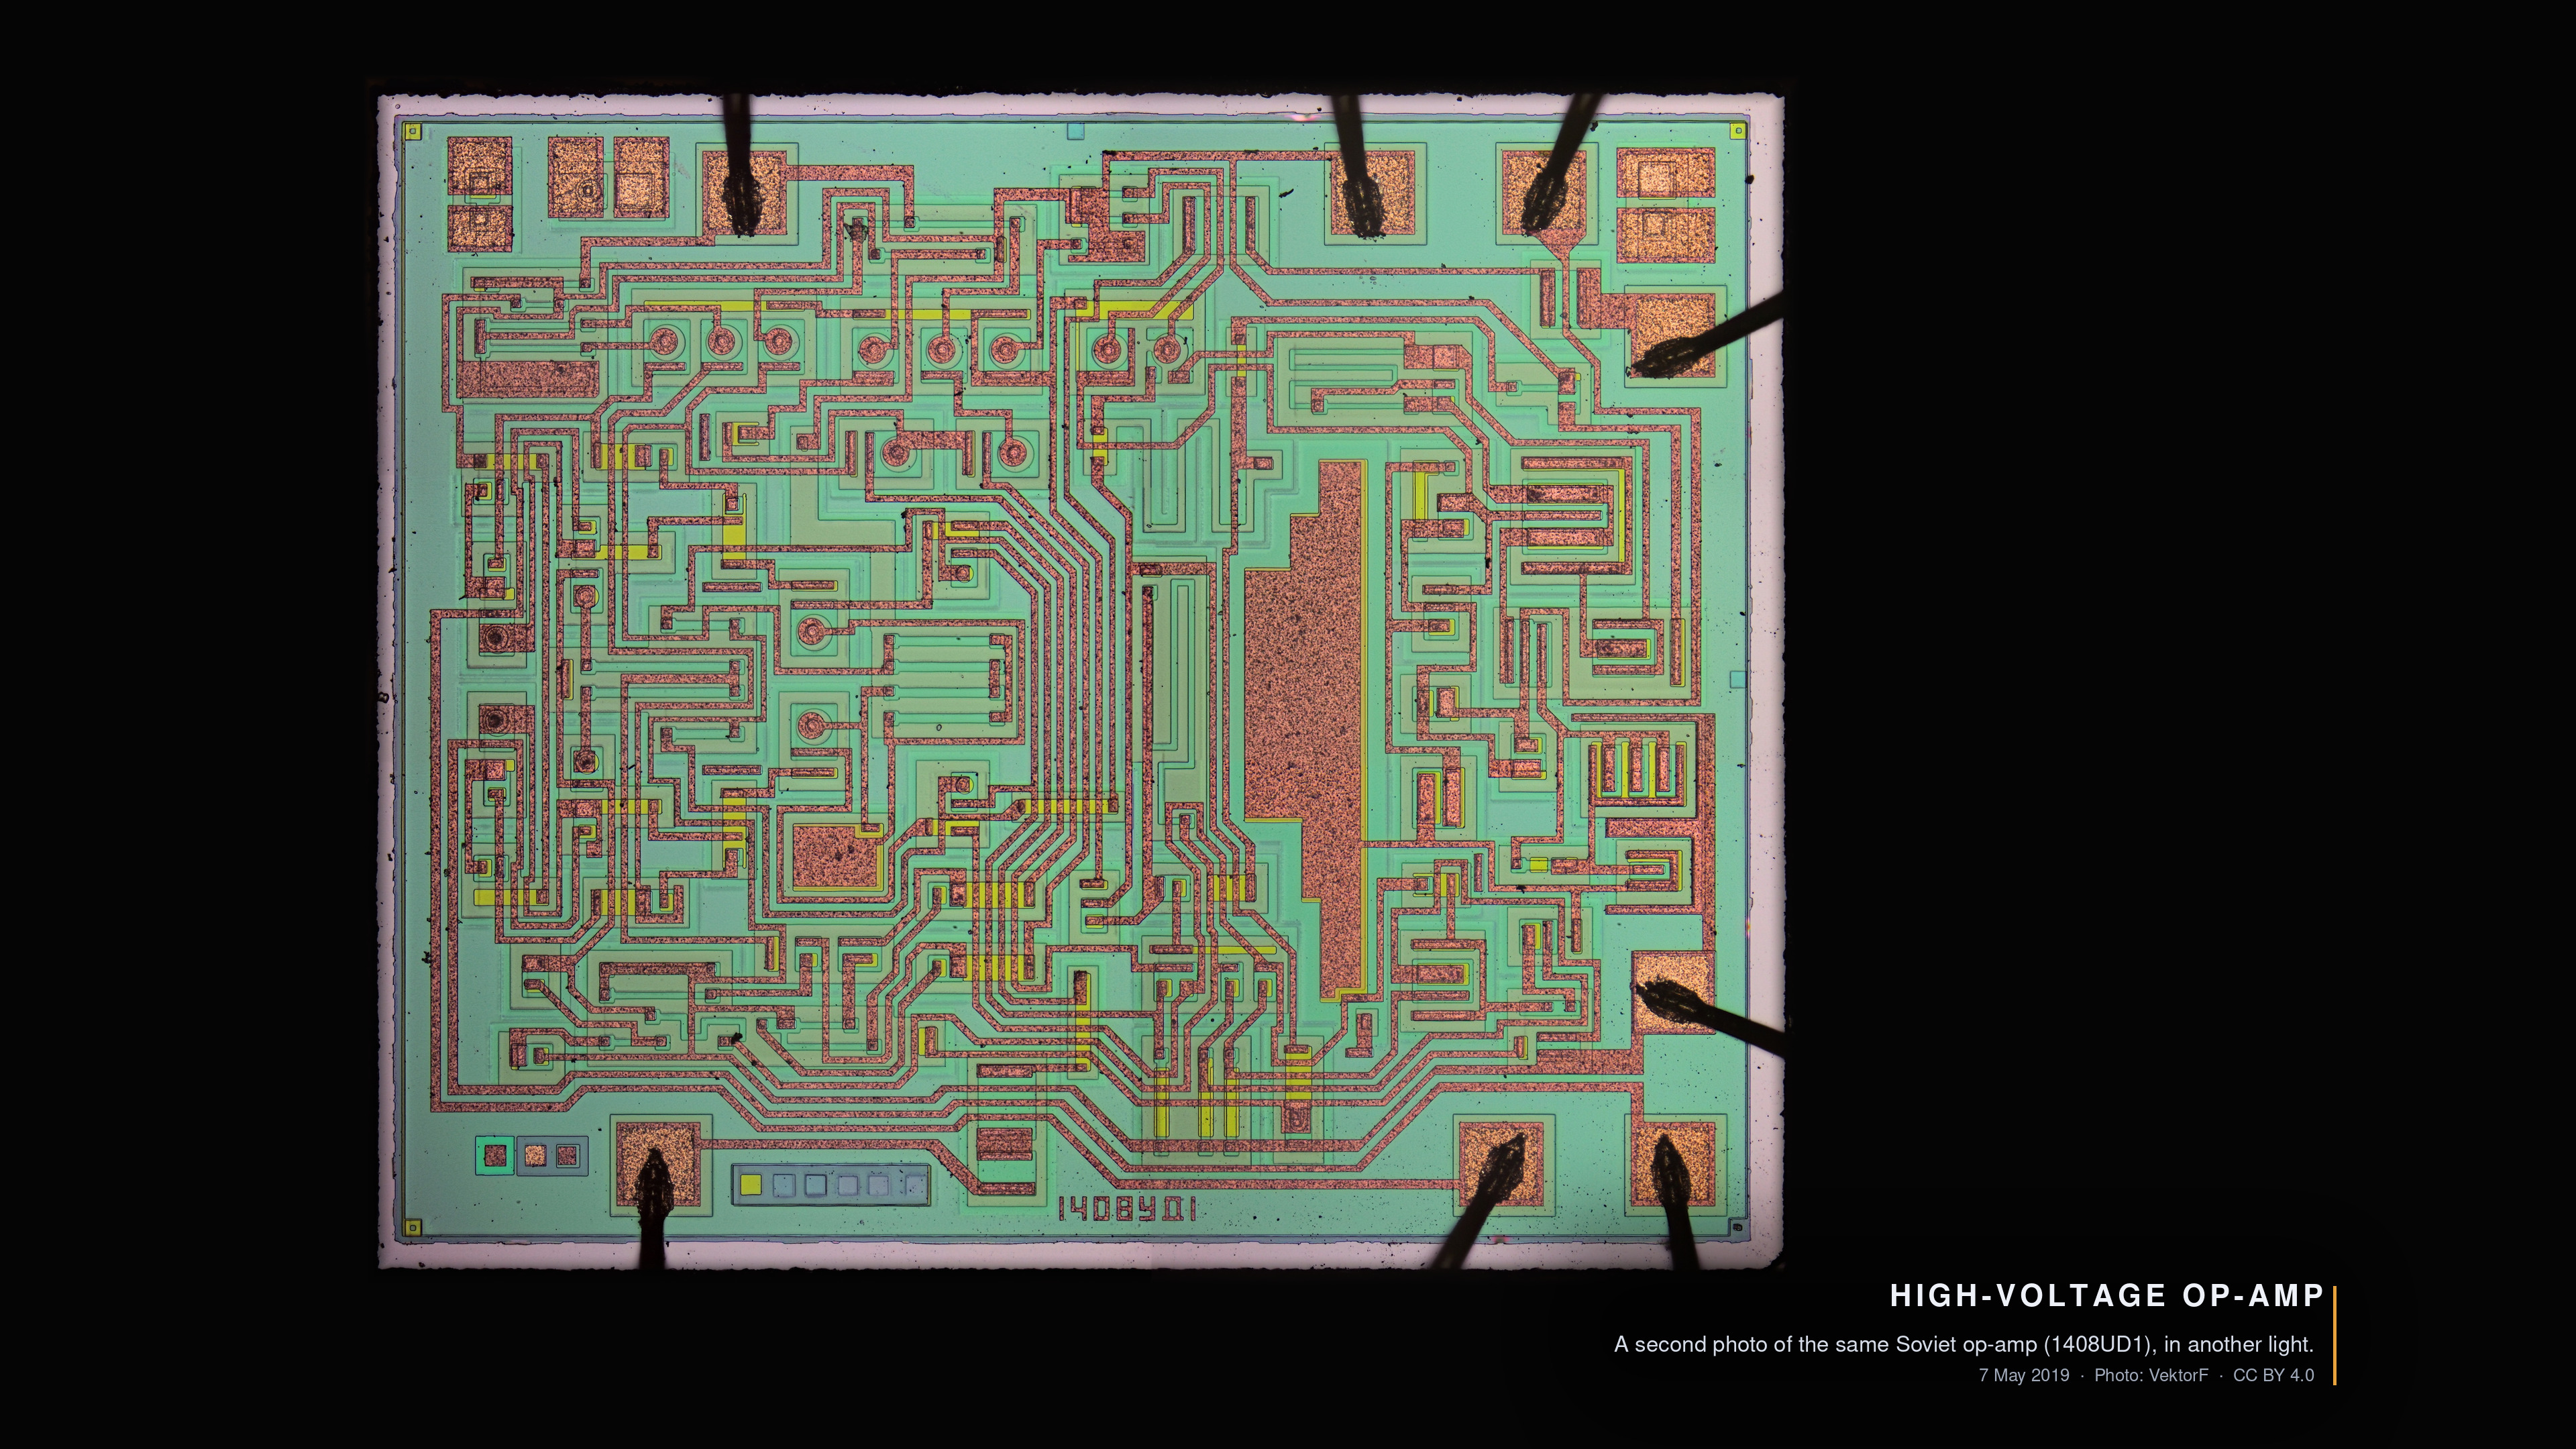 1408УД1
HIGH-VOLTAGE OP-AMP
A second photo of the same Soviet op-amp (1408UD1), in another light.
7 May 2019 · Photo: VektorF · CC BY 4.0